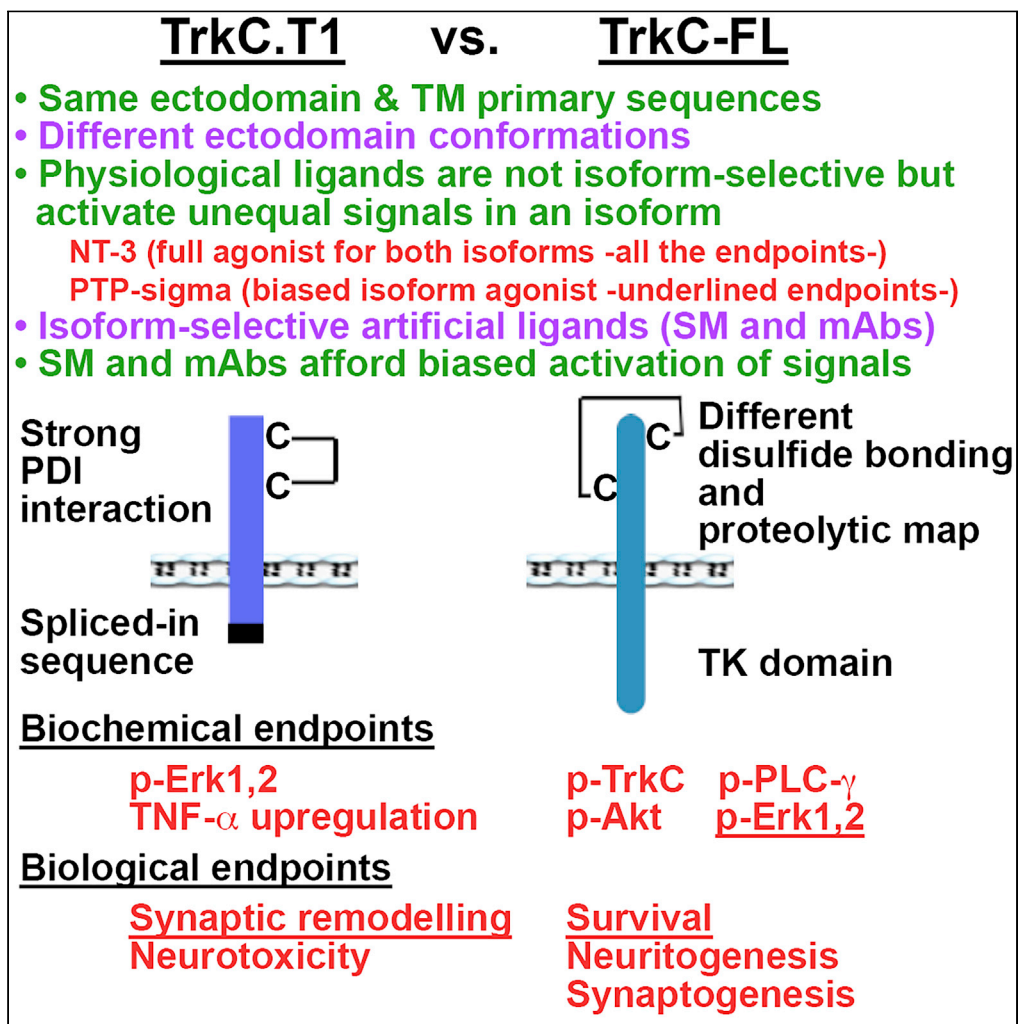 TrkC.T1 vs. TrkC-FL
• Same ectodomain & TM primary sequences
• Different ectodomain conformations
• Physiological ligands are not isoform-selective but
activate unequal signals in an isoform
NT-3 (full agonist for both isoforms -all the endpoints-)
PTP-sigma (biased isoform agonist -underlined endpoints-)
• Isoform-selective artificial ligands (SM and mAbs)
• SM and mAbs afford biased activation of signals
Strong
PDI
interaction
C
C
C
C
Different
disulfide bonding
and
proteolytic map
Spliced-in
sequence
TK domain
Biochemical endpoints
p-Erk1,2
TNF-α upregulation
p-TrkC p-PLC-γ
p-Akt p-Erk1,2
Biological endpoints
Synaptic remodelling
Neurotoxicity
Survival
Neuritogenesis
Synaptogenesis